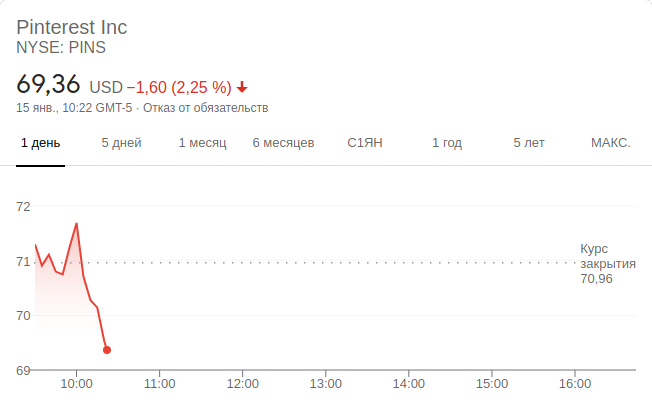 Pinterest Inc
NYSE: PINS
69,36 USD −1,60 (2,25 %)
15 янв., 10:22 GMT-5 · Отказ от обязательств
1 день 5 дней 1 месяц 6 месяцев С1ЯН 1 год 5 лет МАКС.
72
71
70
69
Курс
закрытия
70,96
10:00 11:00 12:00 13:00 14:00 15:00 16:00